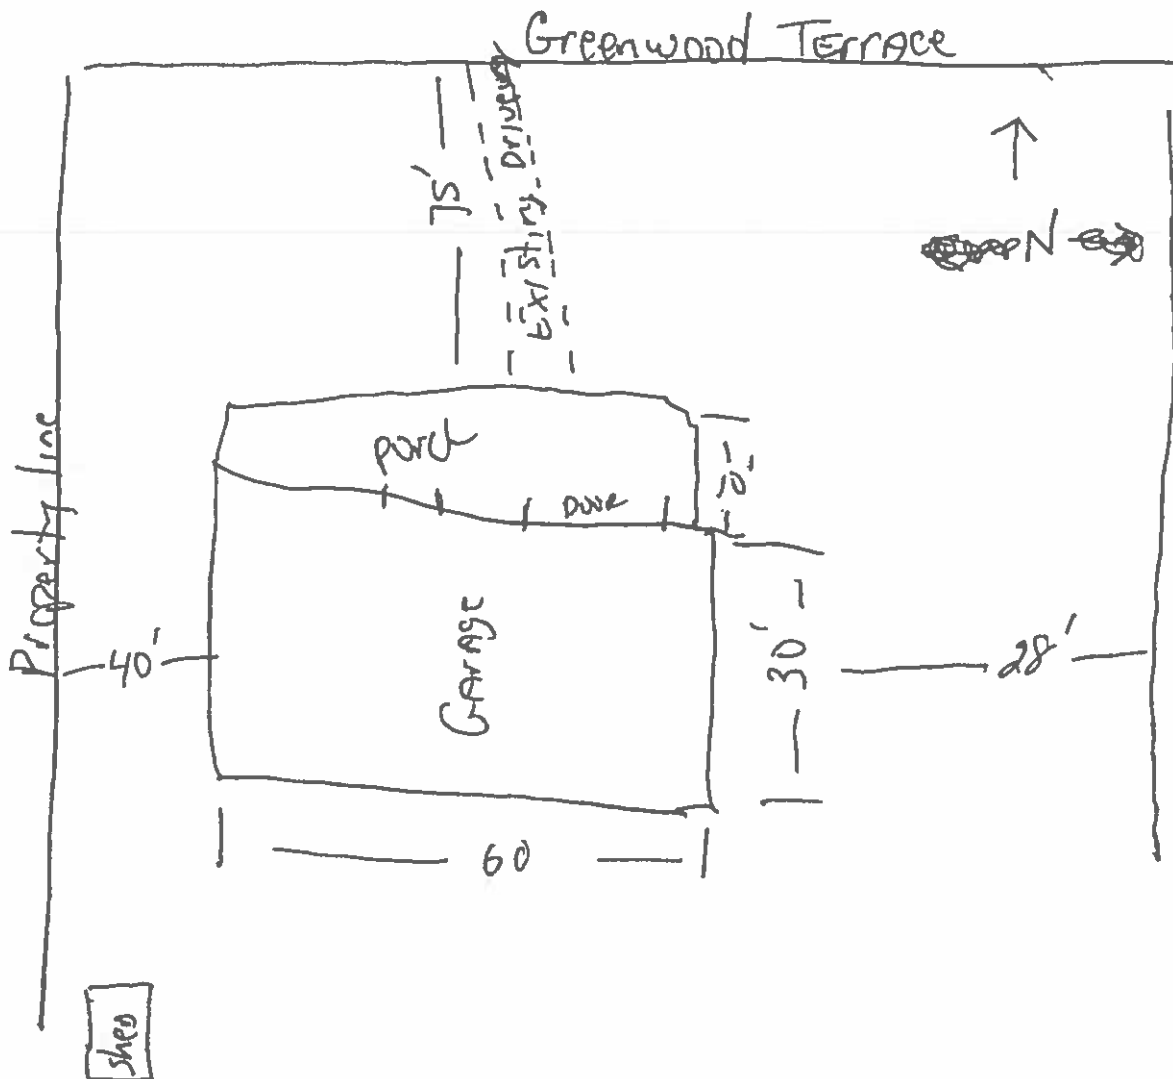 Greenwood Terrace
75'
Existing Driveway
N
Property line
porch
Door
10'
40'
Garage
30'
28'
60
Shed